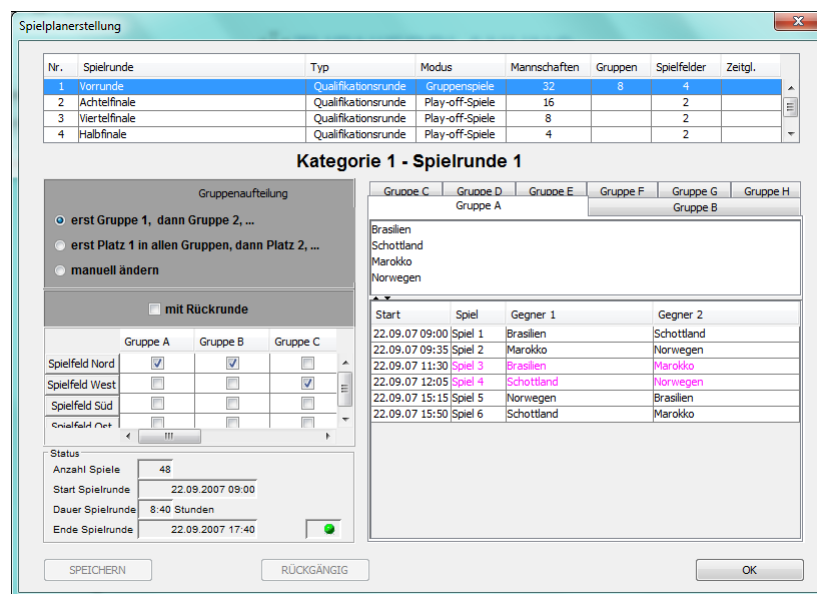 Spielplanerstellung
Nr. Spielrunde Typ Modus Mannschaften Gruppen Spielfelder Zeitgl.
1 Vorrunde Qualifikationsrunde Gruppenspiele 32 8 4
2 Achtelfinale Qualifikationsrunde Play-off-Spiele 16 2
3 Viertelfinale Qualifikationsrunde Play-off-Spiele 8 2
4 Halbfinale Qualifikationsrunde Play-off-Spiele 4 2
Kategorie 1 - Spielrunde 1
Gruppenaufteilung
erst Gruppe 1, dann Gruppe 2, ...
erst Platz 1 in allen Gruppen, dann Platz 2, ...
manuell ändern
mit Rückrunde
Gruppe A Gruppe B Gruppe C
Spielfeld Nord
Spielfeld West
Spielfeld Süd
Spielfeld Ost
Status
Anzahl Spiele 48
Start Spielrunde 22.09.2007 09:00
Dauer Spielrunde 8:40 Stunden
Ende Spielrunde 22.09.2007 17:40
Gruppe C Gruppe D Gruppe E Gruppe F Gruppe G Gruppe H
Gruppe A Gruppe B
Brasilien
Schottland
Marokko
Norwegen
Start Spiel Gegner 1 Gegner 2
22.09.07 09:00 Spiel 1 Brasilien Schottland
22.09.07 09:35 Spiel 2 Marokko Norwegen
22.09.07 11:30 Spiel 3 Brasilien Marokko
22.09.07 12:05 Spiel 4 Schottland Norwegen
22.09.07 15:15 Spiel 5 Norwegen Brasilien
22.09.07 15:50 Spiel 6 Schottland Marokko
SPEICHERN RÜCKGÄNGIG OK